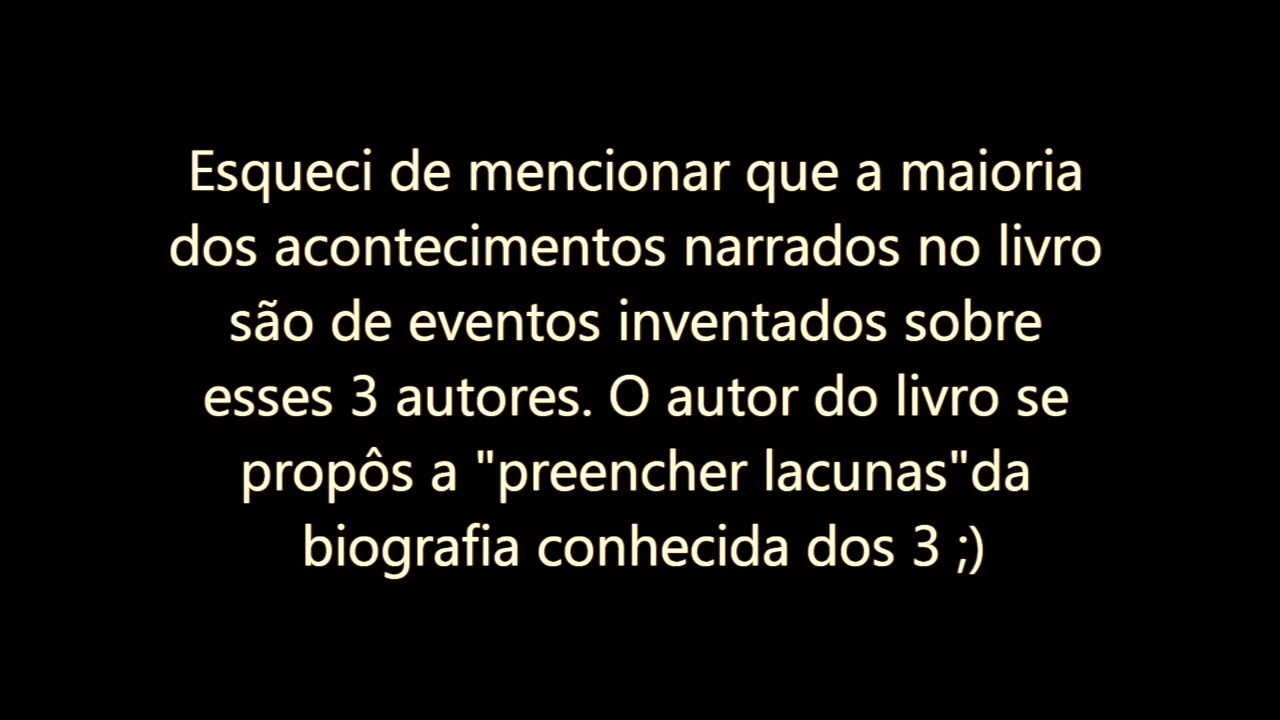 Esqueci de mencionar que a maioria
dos acontecimentos narrados no livro
são de eventos inventados sobre
esses 3 autores. O autor do livro se
propôs a "preencher lacunas"da
biografia conhecida dos 3 ;)